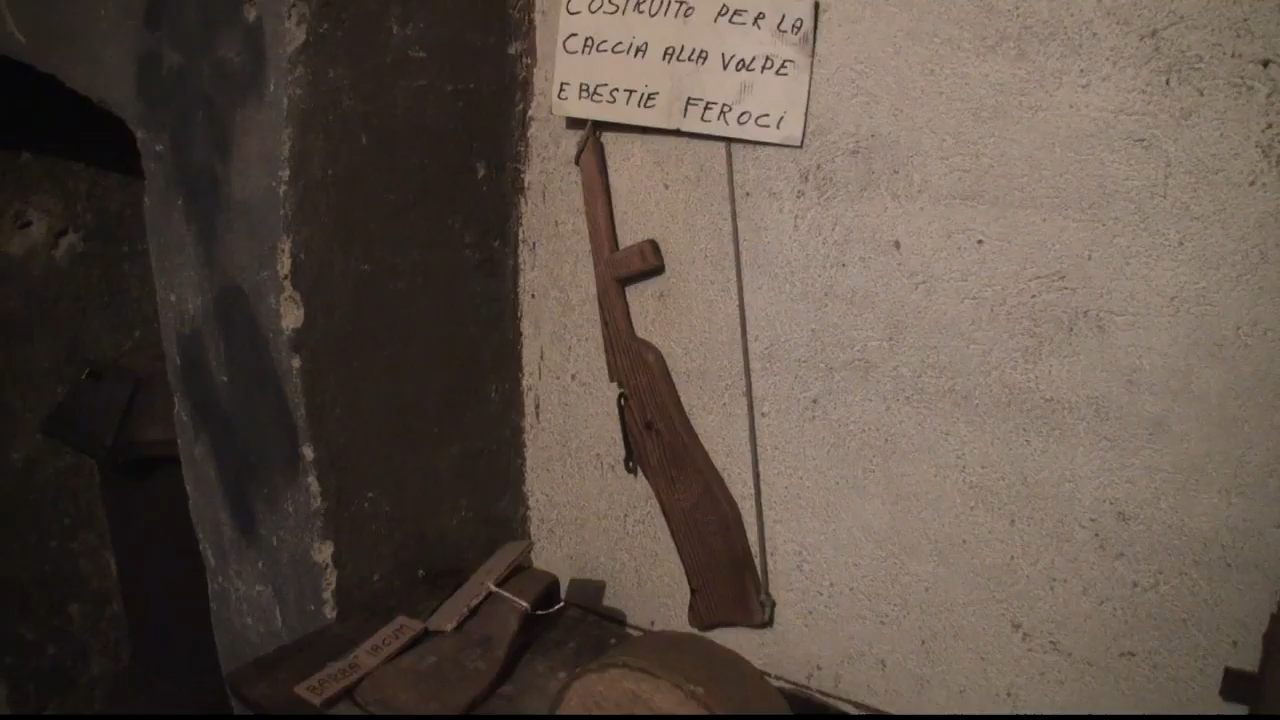 COSTRUITO PER LA
CACCIA ALLA VOLPE
E BESTIE FEROCI
BARBA IACUM